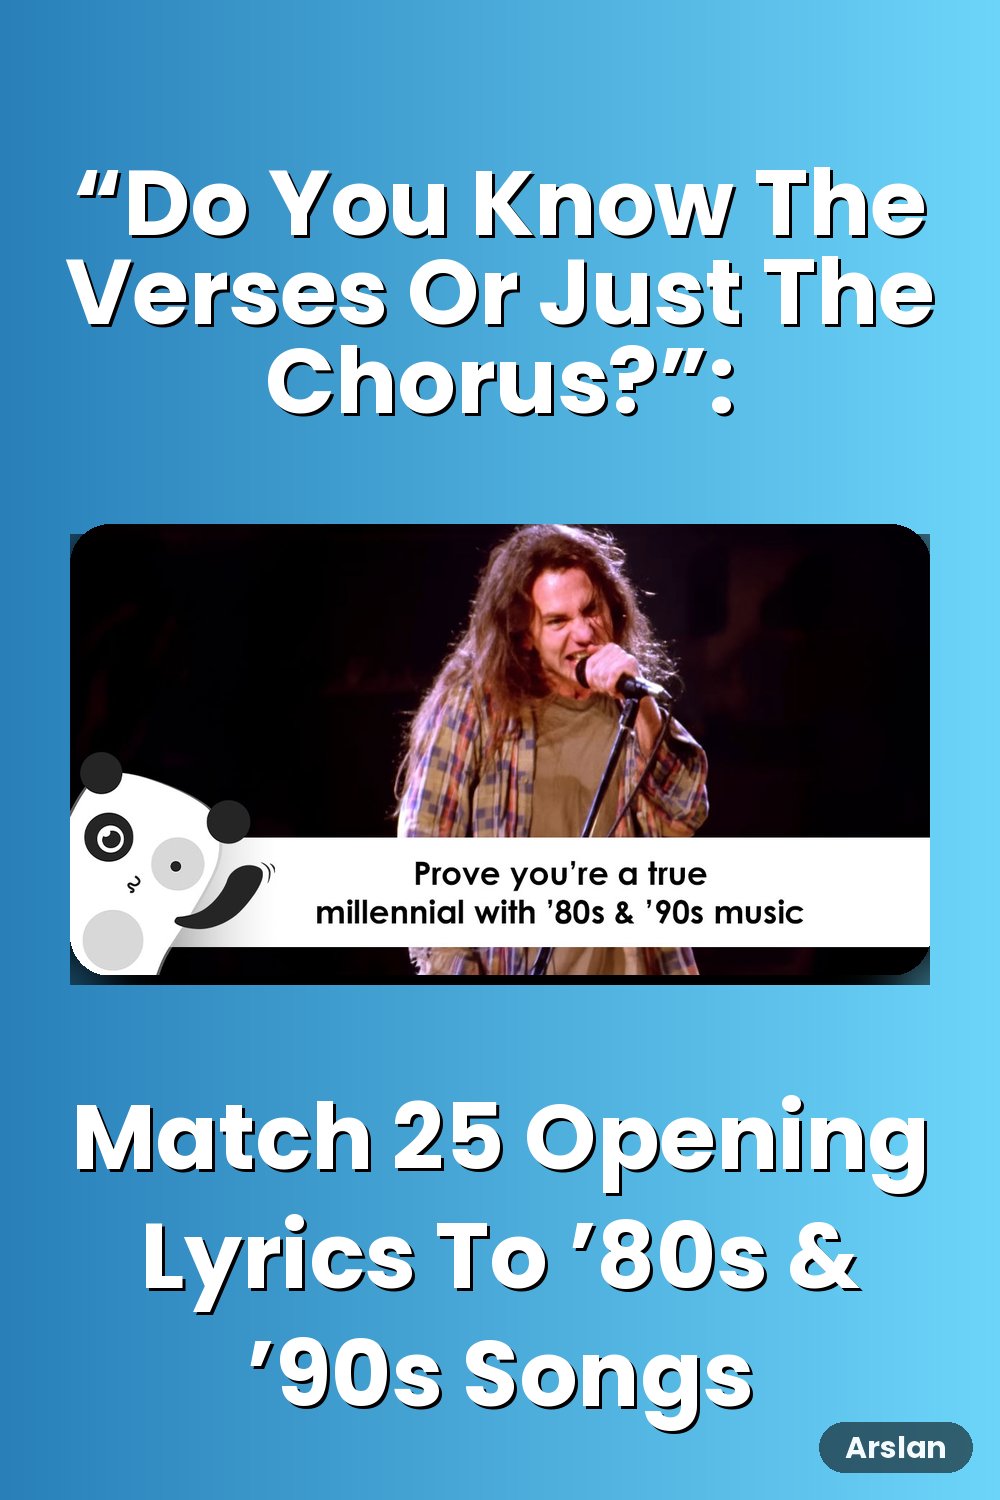 “Do You Know The
Verses Or Just The
Chorus?”:
Prove you’re a true
millennial with ’80s & ’90s music
Match 25 Opening
Lyrics To ’80s &
’90s Songs
Arslan